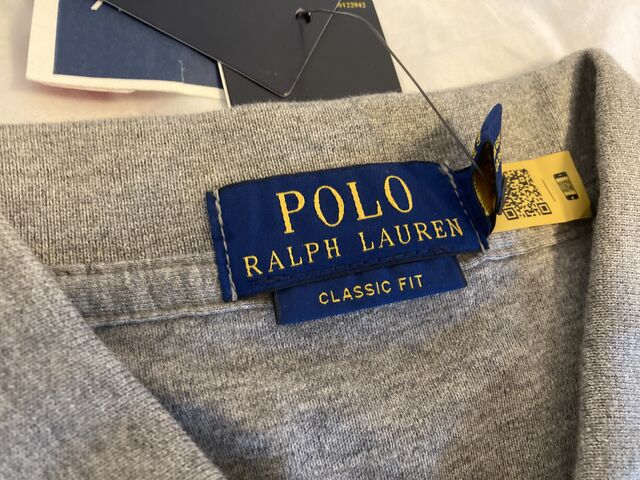 POLO
RALPH LAUREN
CLASSIC FIT